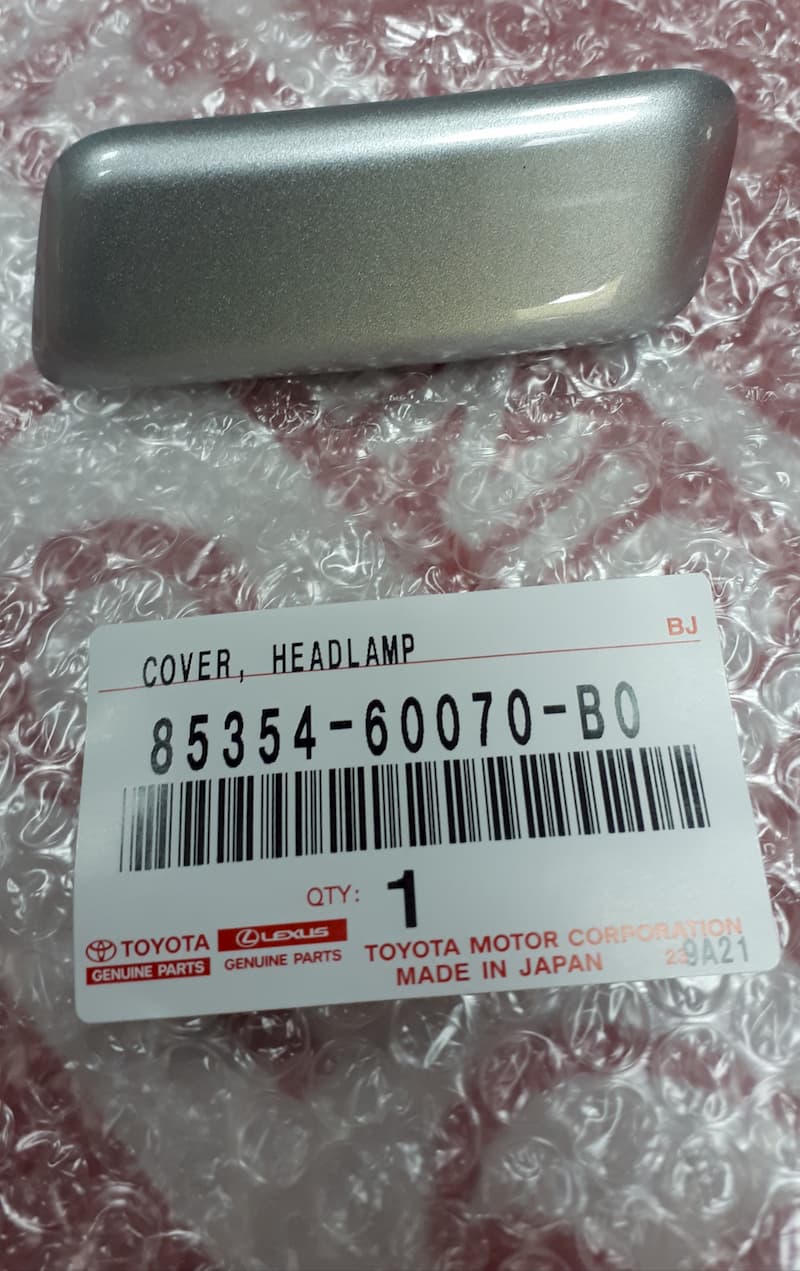 BJ
COVER, HEADLAMP
85354-60070-B0
QTY: 1
TOYOTA
GENUINE PARTS
LEXUS
GENUINE PARTS
TOYOTA MOTOR CORPORATION
MADE IN JAPAN
9A21